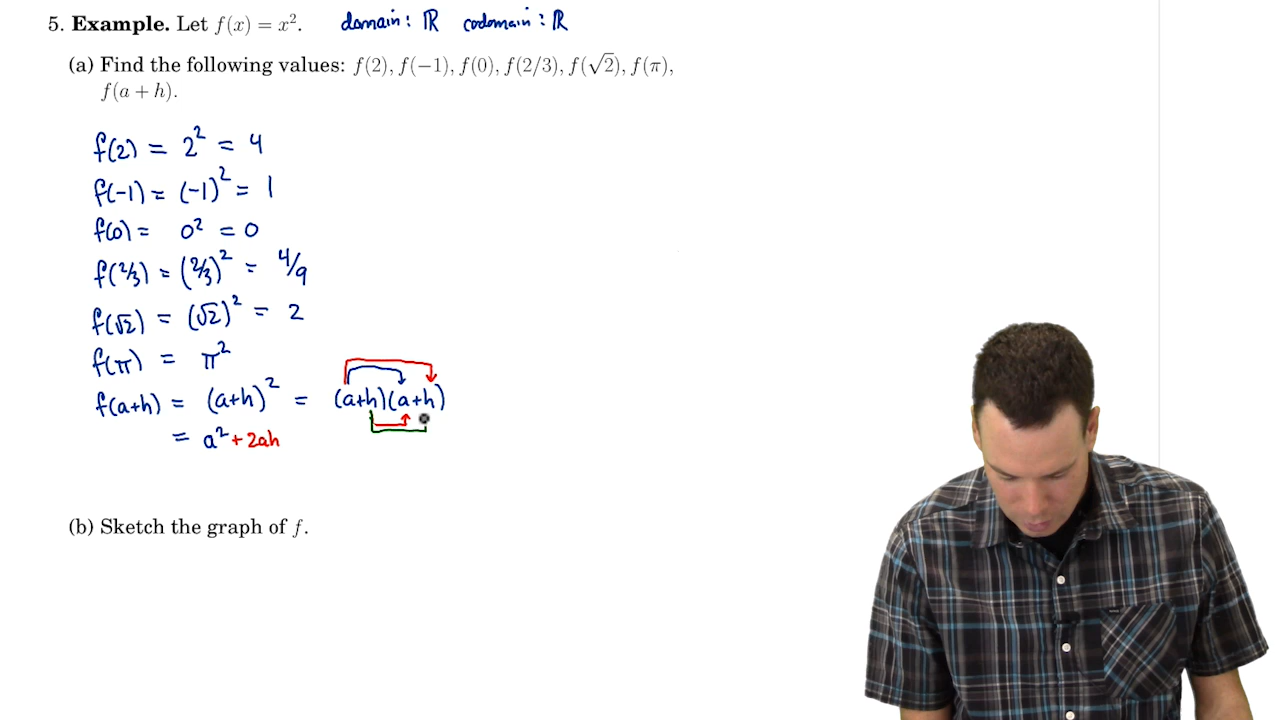 5. Example. Let f(x) = x². domain: ℝ codomain: ℝ
(a) Find the following values: f(2), f(−1), f(0), f(2/3), f(√2), f(π),
f(a + h).
f(2) = 2² = 4
f(-1) = (-1)² = 1
f(0) = 0² = 0
f(2/3) = (2/3)² = 4/9
f(√2) = (√2)² = 2
f(π) = π²
f(a+h) = (a+h)² = (a+h)(a+h)
= a² + 2ah
(b) Sketch the graph of f.